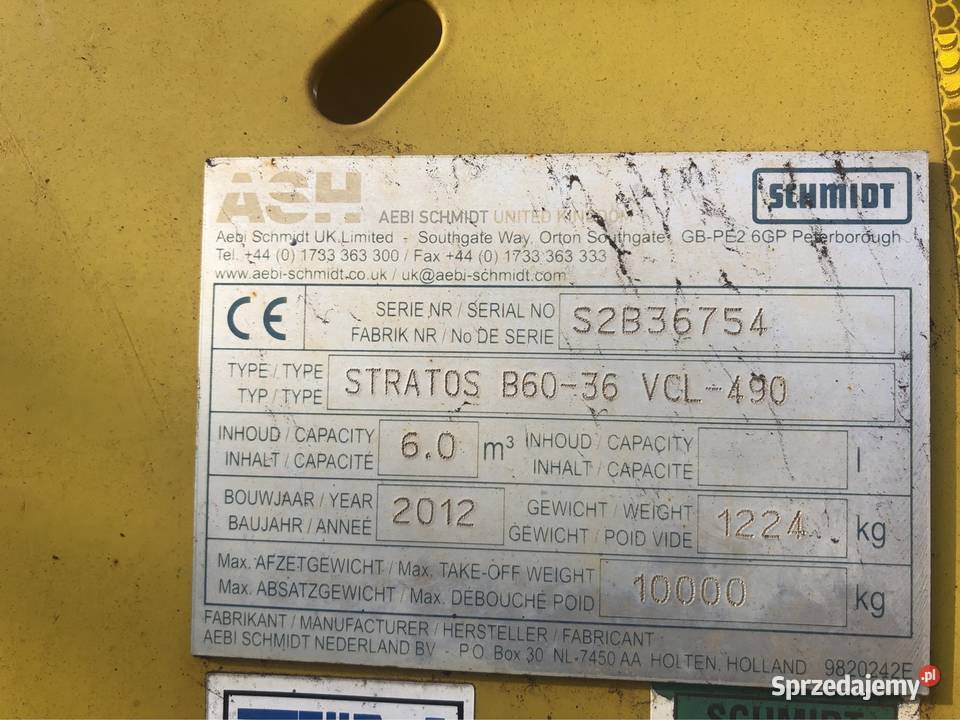 ASH
SCHMIDT
AEBI SCHMIDT UNITED KINGDOM
Aebi Schmidt UK Limited - Southgate Way, Orton Southgate, GB-PE2 6GP Peterborough
Tel. +44 (0) 1733 363 300 / Fax +44 (0) 1733 363 333
www.aebi-schmidt.co.uk / uk@aebi-schmidt.com
CE
SERIE NR / SERIAL NO
FABRIK NR / No DE SERIE
S2B36754
TYPE / TYPE
TYP / TYPE
STRATOS B60-36 VCL-490
INHOUD / CAPACITY
INHALT / CAPACITÉ
6.0 m³
INHOUD / CAPACITY
INHALT / CAPACITÉ
l
BOUWJAAR / YEAR
BAUJAHR / ANNEÉ
2012
GEWICHT / WEIGHT
GEWICHT / POID VIDE
1224 kg
Max. AFZETGEWICHT / Max. TAKE-OFF WEIGHT
Max. ABSATZGEWICHT / Max. DÉBOUCHÉ POID
10000 kg
FABRIKANT / MANUFACTURER / HERSTELLER / FABRICANT
AEBI SCHMIDT NEDERLAND BV - P.O. Box 30 NL-7450 AA HOLTEN, HOLLAND 9820242E
SCHMIDT
Sprzedajemy.pl